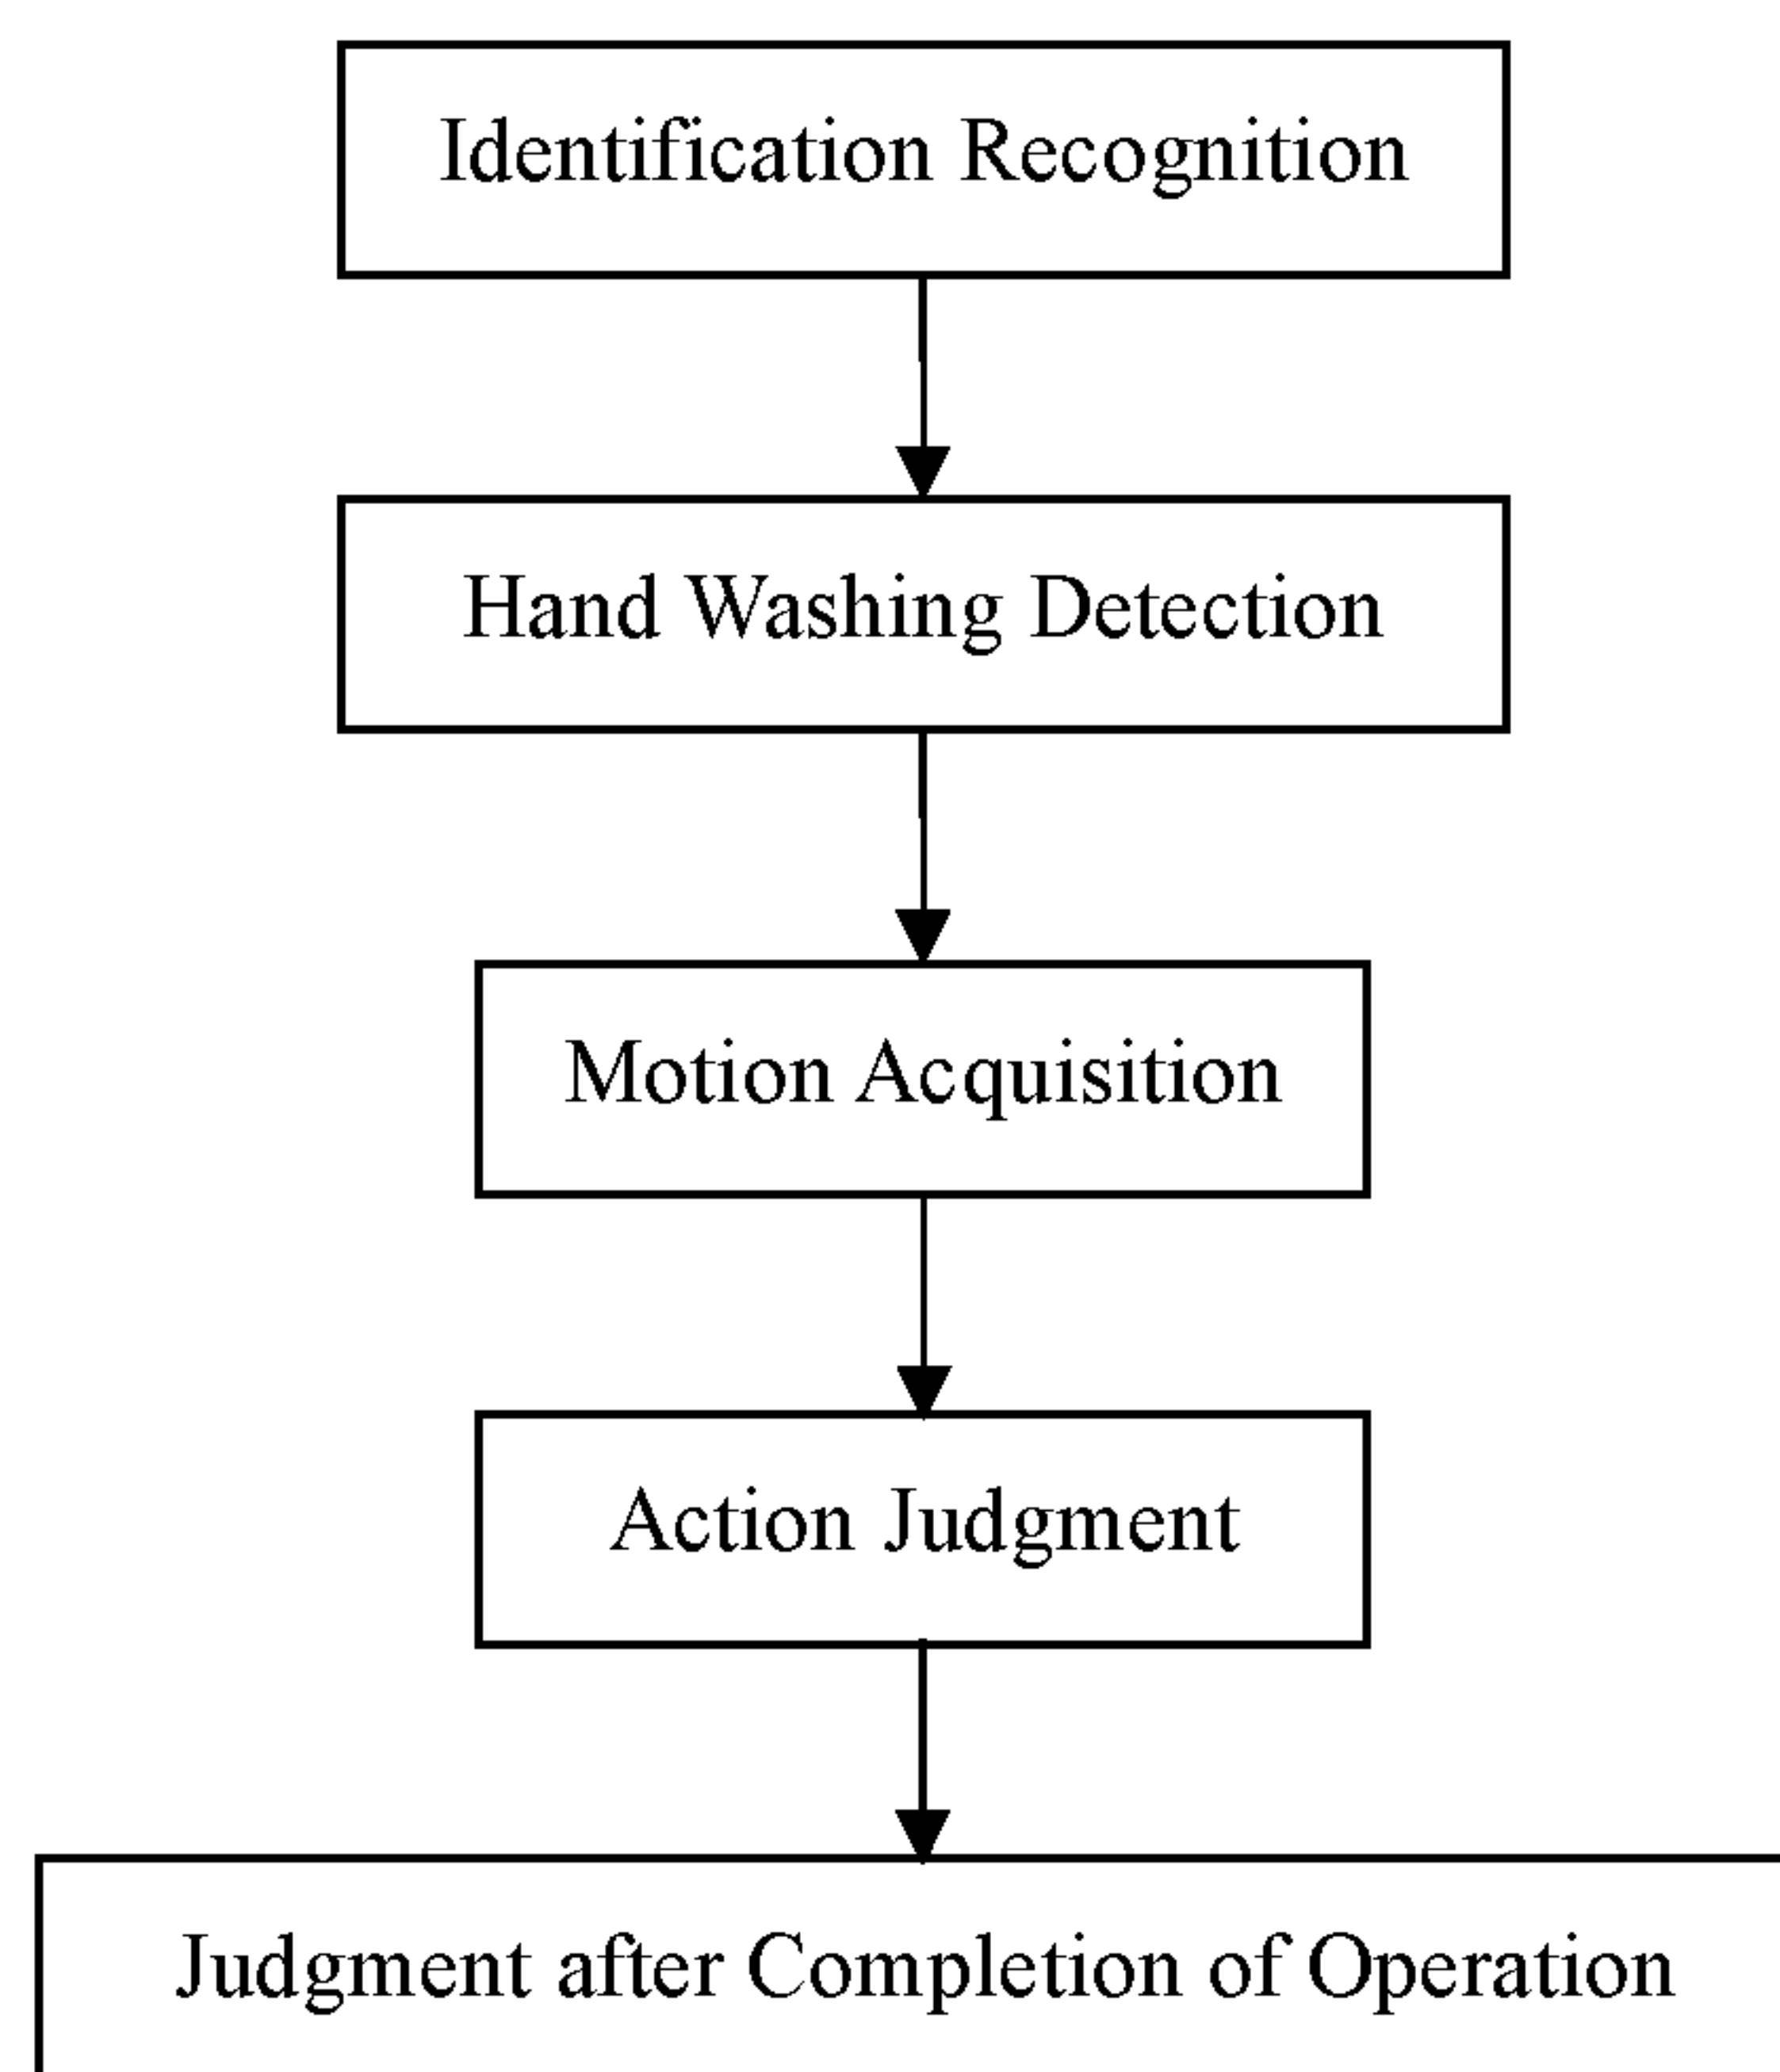 Identification Recognition
Hand Washing Detection
Motion Acquisition
Action Judgment
Judgment after Completion of Operation